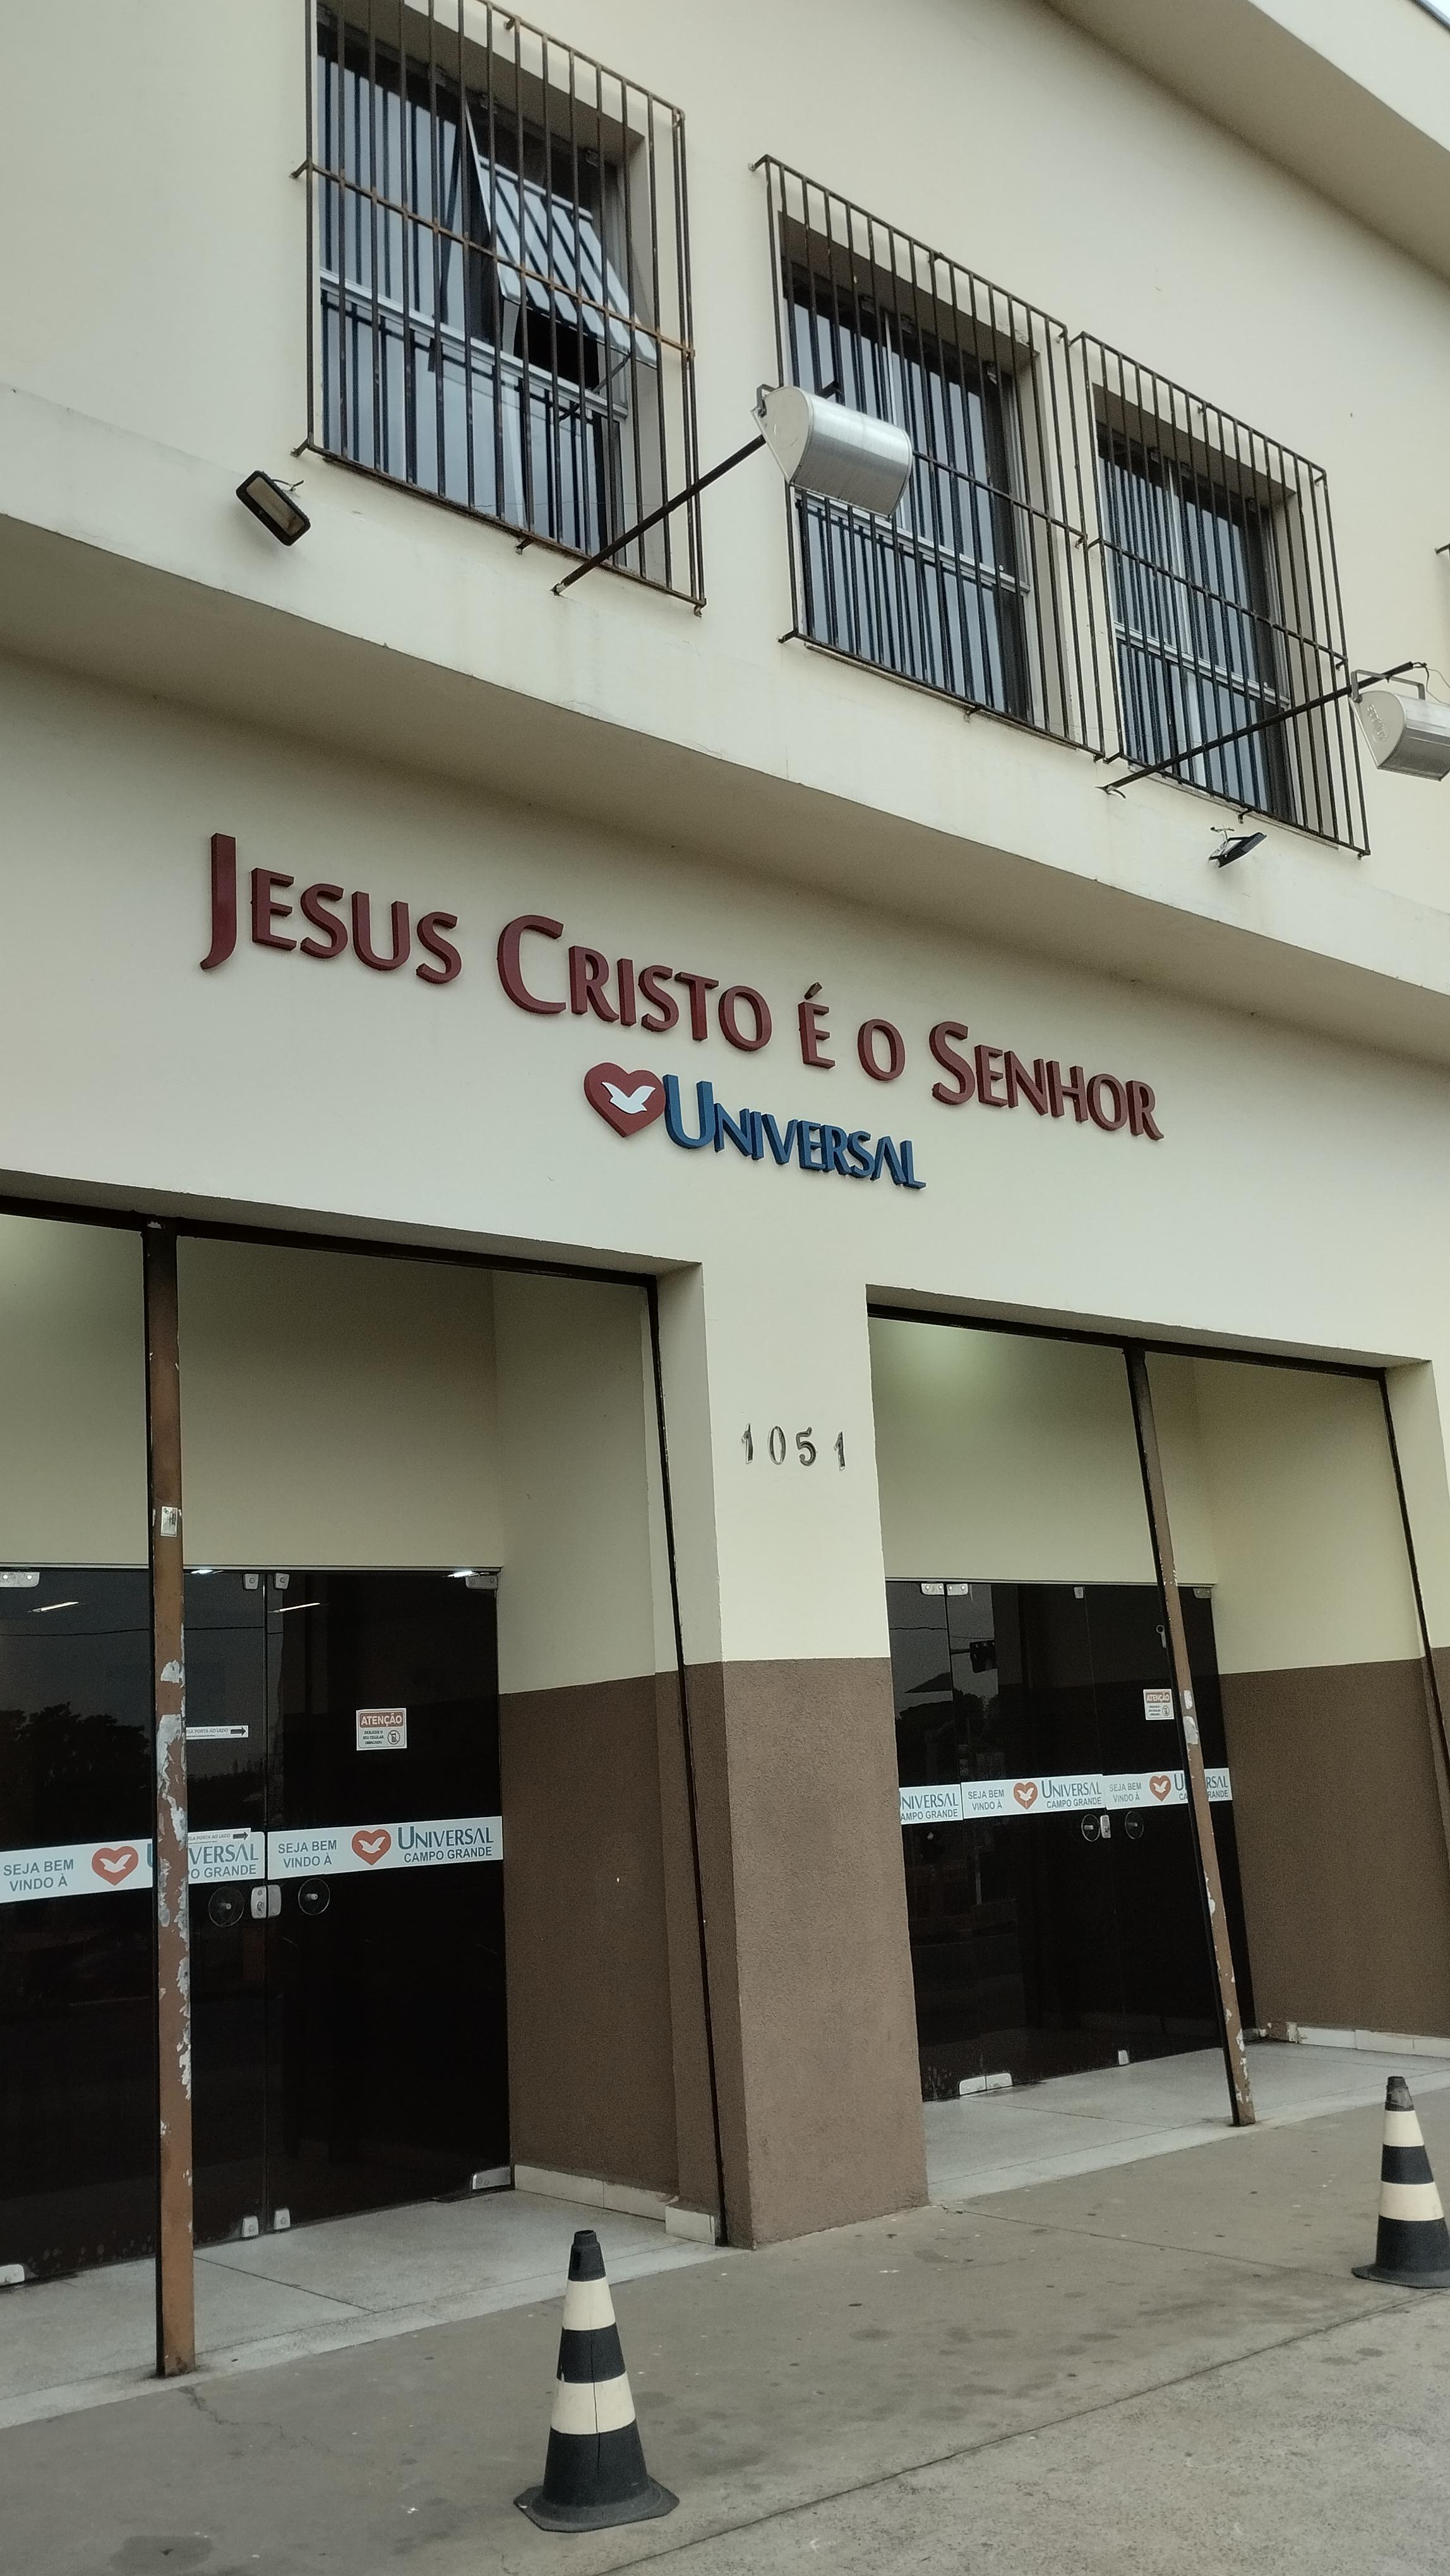 JESUS CRISTO É O SENHOR
UNIVERSAL
1051
ATENÇÃO
ATENÇÃO
SEJA BEM
VINDO À
UNIVERSAL
CAMPO GRANDE
SEJA BEM
VINDO À
UNIVERSAL
CAMPO GRANDE
SEJA BEM
VINDO À
UNIVERSAL
CAMPO GRANDE
SEJA BEM
VINDO À